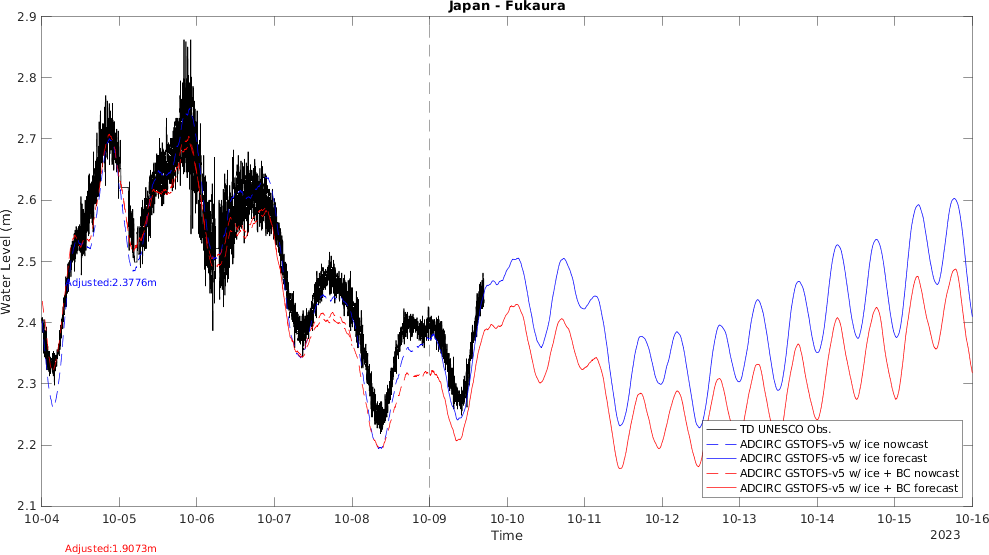 Japan - Fukaura
2.9
2.8
2.7
2.6
2.5
2.4
2.3
2.2
2.1
Water Level (m)
Adjusted:2.3776m
TD UNESCO Obs.
ADCIRC GSTOFS-v5 w/ ice nowcast
ADCIRC GSTOFS-v5 w/ ice forecast
ADCIRC GSTOFS-v5 w/ ice + BC nowcast
ADCIRC GSTOFS-v5 w/ ice + BC forecast
10-04 10-05 10-06 10-07 10-08 10-09 10-10 10-11 10-12 10-13 10-14 10-15 10-16
Time
2023
Adjusted:1.9073m